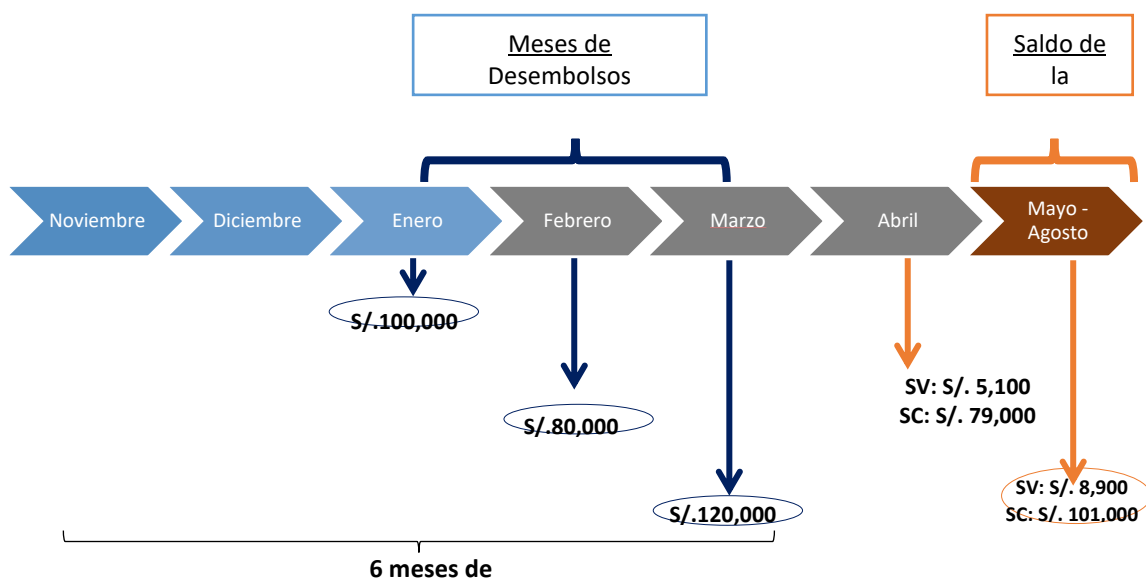 Meses de
Desembolsos
Saldo de
la
Noviembre
Diciembre
Enero
Febrero
Marzo
Abril
Mayo -
Agosto
S/.100,000
S/.80,000
S/.120,000
SV: S/. 5,100
SC: S/. 79,000
SV: S/. 8,900
SC: S/. 101,000
6 meses de